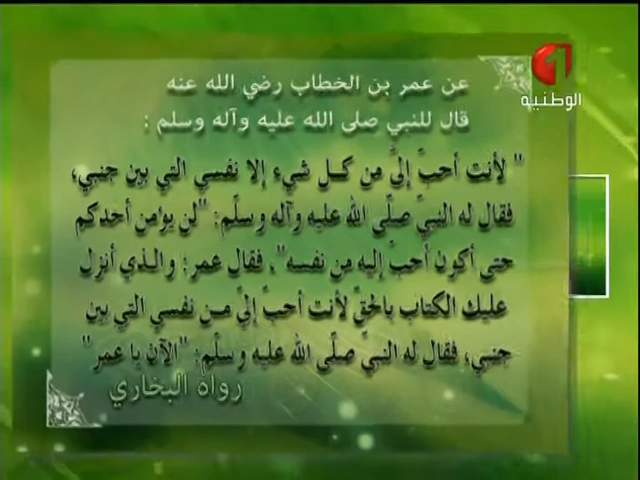 عن عمر بن الخطاب رضي الله عنه
قال للنبي صلى الله عليه وآله وسلم :
" لأنت أحبّ إليَّ من كل شيء إلا نفسي التي بين جنبي،
فقال له النبيّ صلّى الله عليه وآله وسلّم: "لن يؤمن أحدكم
حتى أكون أحبّ إليه من نفسه"، فقال عمر: والذي أنزل
عليك الكتاب بالحقّ لأنت أحبّ إليّ من نفسي التي بين
جنبي، فقال له النبيّ صلّى الله عليه وسلّم: "الآن يا عمر"
رواه البخاري
1
الوطنية